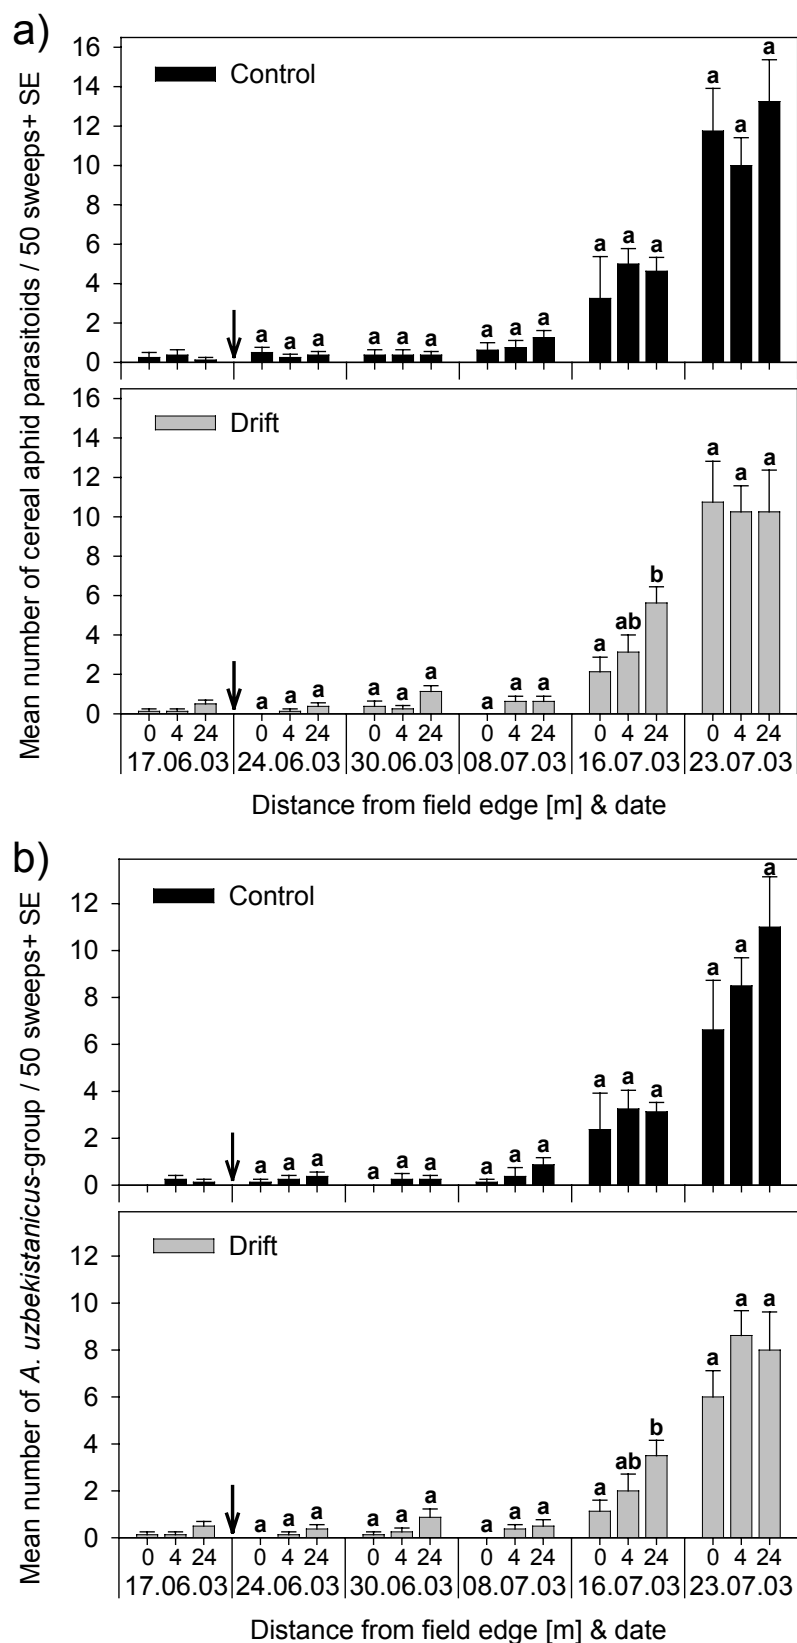 a)
Mean number of cereal aphid parasitoids / 50 sweeps+ SE
16
14
12
10
8
6
4
2
0
Control
a a a a a a a a a a a a a a a
16
14
12
10
8
6
4
2
0
Drift
a a a a a a a a a a ab b a a a
0 4 24 0 4 24 0 4 24 0 4 24 0 4 24 0 4 24
17.06.03 24.06.03 30.06.03 08.07.03 16.07.03 23.07.03
Distance from field edge [m] & date
b)
Mean number of A. uzbekistanicus-group / 50 sweeps+ SE
12
10
8
6
4
2
0
Control
a a a a a a a a a a a a a a a
12
10
8
6
4
2
0
Drift
a a a a a a a a a a ab b a a a
0 4 24 0 4 24 0 4 24 0 4 24 0 4 24 0 4 24
17.06.03 24.06.03 30.06.03 08.07.03 16.07.03 23.07.03
Distance from field edge [m] & date